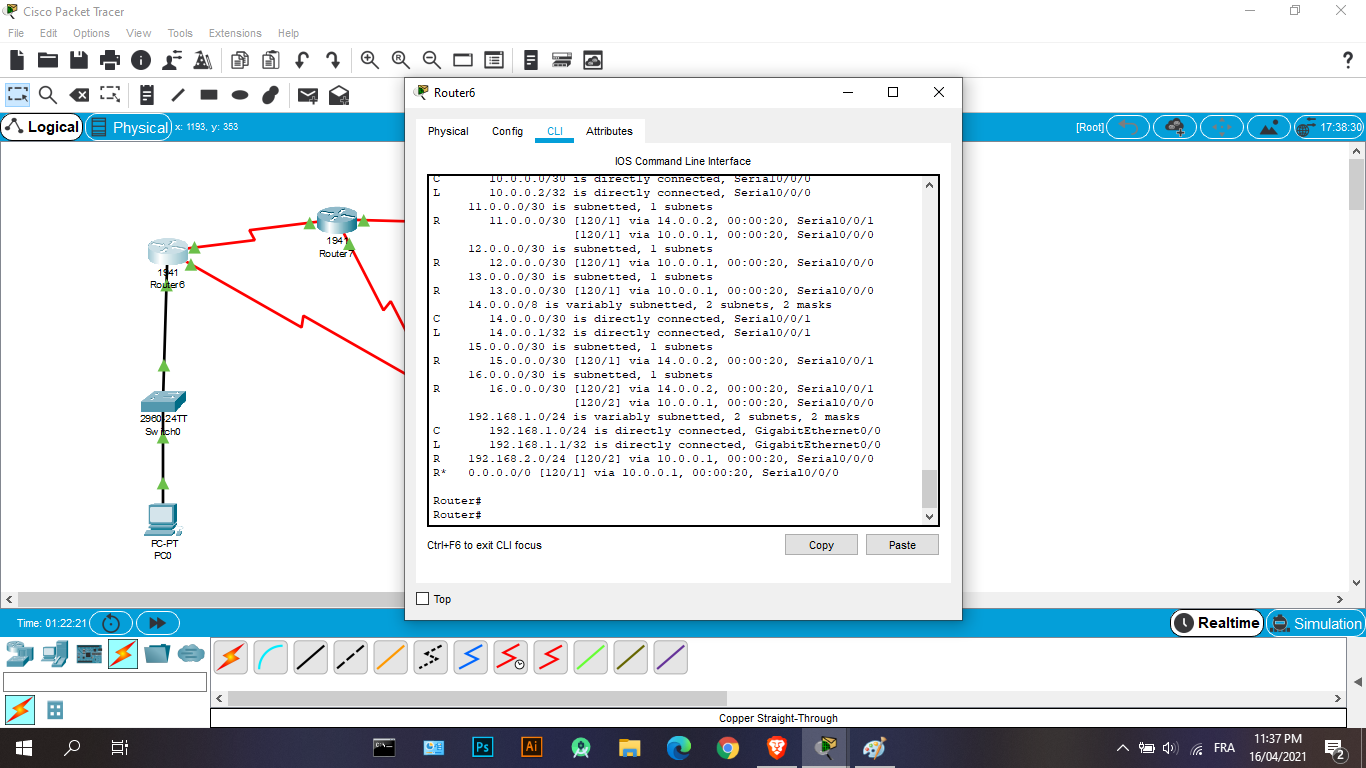 Cisco Packet Tracer
File Edit Options View Tools Extensions Help
Logical Physical x: 1193, y: 353 [Root] 17:38:30
Router6
Physical Config CLI Attributes
IOS Command Line Interface
C 10.0.0.0/30 is directly connected, Serial0/0/0
L 10.0.0.2/32 is directly connected, Serial0/0/0
11.0.0.0/30 is subnetted, 1 subnets
R 11.0.0.0/30 [120/1] via 14.0.0.2, 00:00:20, Serial0/0/1
[120/1] via 10.0.0.1, 00:00:20, Serial0/0/0
12.0.0.0/30 is subnetted, 1 subnets
R 12.0.0.0/30 [120/1] via 10.0.0.1, 00:00:20, Serial0/0/0
13.0.0.0/30 is subnetted, 1 subnets
R 13.0.0.0/30 [120/1] via 10.0.0.1, 00:00:20, Serial0/0/0
14.0.0.0/8 is variably subnetted, 2 subnets, 2 masks
C 14.0.0.0/30 is directly connected, Serial0/0/1
L 14.0.0.1/32 is directly connected, Serial0/0/1
15.0.0.0/30 is subnetted, 1 subnets
R 15.0.0.0/30 [120/1] via 14.0.0.2, 00:00:20, Serial0/0/1
16.0.0.0/30 is subnetted, 1 subnets
R 16.0.0.0/30 [120/2] via 14.0.0.2, 00:00:20, Serial0/0/1
[120/2] via 10.0.0.1, 00:00:20, Serial0/0/0
192.168.1.0/24 is variably subnetted, 2 subnets, 2 masks
C 192.168.1.0/24 is directly connected, GigabitEthernet0/0
L 192.168.1.1/32 is directly connected, GigabitEthernet0/0
R 192.168.2.0/24 [120/2] via 10.0.0.1, 00:00:20, Serial0/0/0
R* 0.0.0.0/0 [120/1] via 10.0.0.1, 00:00:20, Serial0/0/0
Router#
Router#
Ctrl+F6 to exit CLI focus Copy Paste
Top
1941
Router7
1941
Router6
2960-24TT
Switch0
PC-PT
PC0
Time: 01:22:21 Realtime Simulation
Copper Straight-Through
Ps Ai FRA 11:37 PM
16/04/2021 2